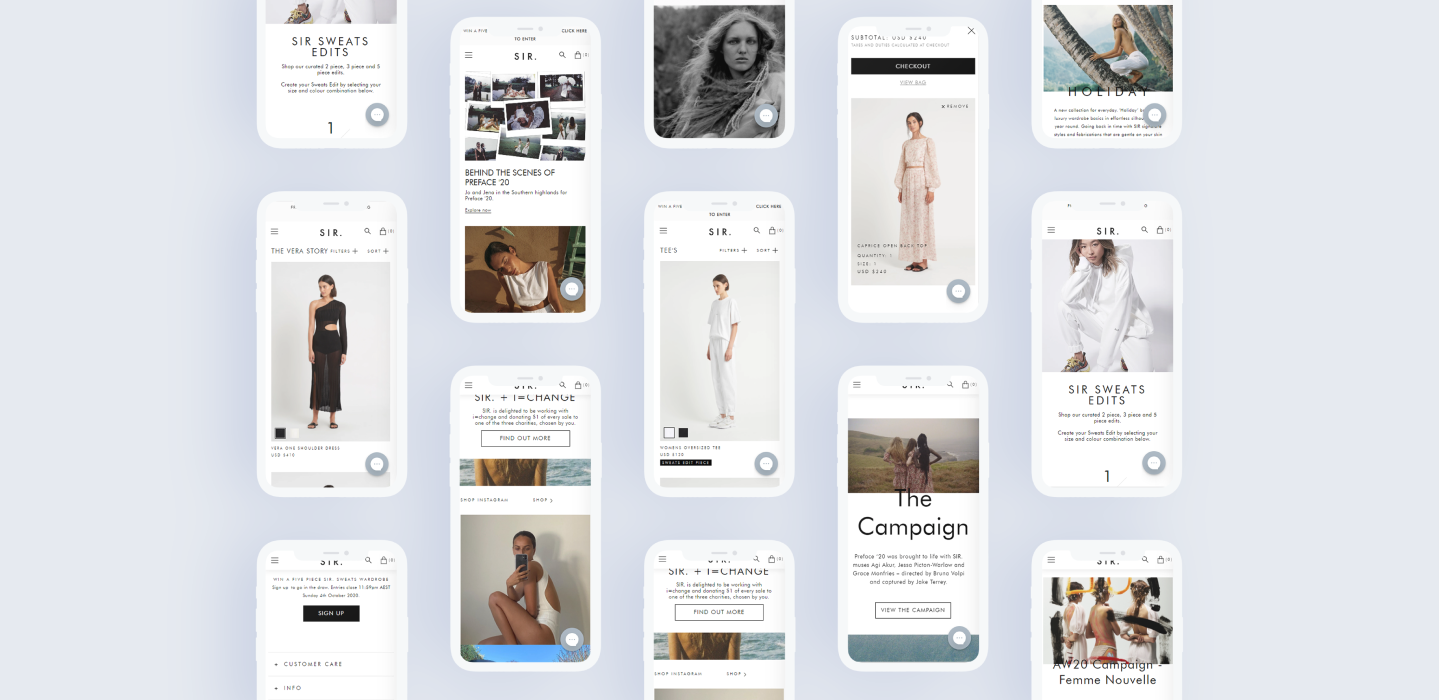 SIR SWEATS
EDITS
Shop our curated 2 piece, 3 piece and 5
piece edits.
Create your Sweats Edit by selecting your
size and colour combination below.
1
SIR.
(0)
THE VERA STORY
FILTERS +
SORT +
VERA ONE SHOULDER DRESS
USD $410
SIR.
(0)
WIN A FIVE PIECE SIR. SWEATS WARDROBE
Sign up to go in the draw. Entries close 11:59pm AEST
Sunday 4th October 2020.
SIGN UP
+ CUSTOMER CARE
+ INFO
WIN A FIVE
CLICK HERE
TO ENTER
SIR.
(0)
BEHIND THE SCENES OF
PREFACE '20
Jo and Jena in the Southern highlands for
Preface '20.
Explore now
SIR.
(0)
SIR. + I=CHANGE
SIR. is delighted to be working with
i=change and donating $1 of every sale to
one of the three charities, chosen by you.
FIND OUT MORE
SHOP INSTAGRAM
SHOP >
WIN A FIVE
CLICK HERE
TO ENTER
SIR.
(0)
TEE'S
FILTERS +
SORT +
WOMENS OVERSIZED TEE
USD $120
SWEATS EDIT PIECE
SIR.
(0)
SIR. + I=CHANGE
SIR. is delighted to be working with
i=change and donating $1 of every sale to
one of the three charities, chosen by you.
FIND OUT MORE
SHOP INSTAGRAM
SHOP >
SUBTOTAL: USD $240
TAXES AND DUTIES CALCULATED AT CHECKOUT
CHECKOUT
VIEW BAG
X REMOVE
CAPRICE OPEN BACK TOP
QUANTITY: 1
SIZE: 1
USD $240
SIR.
(0)
The
Campaign
Preface '20 was brought to life with SIR.
muses Agi Akur, Jessa Picton-Warlow and
Grace Monfries – directed by Bruna Volpi
and captured by Jake Terrey.
VIEW THE CAMPAIGN
HOLIDAY
A new collection for everyday. 'Holiday'
luxury wardrobe basics in effortless
year round. Going back in time with SIR
styles and fabrications that are gentle on your skin
SIR.
(0)
SIR SWEATS
EDITS
Shop our curated 2 piece, 3 piece and 5
piece edits.
Create your Sweats Edit by selecting your
size and colour combination below.
1
SIR.
(0)
AW20 Campaign -
Femme Nouvelle